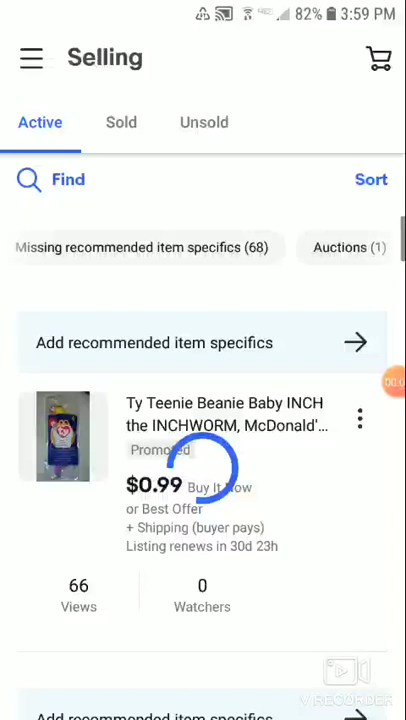 82% 3:59 PM
Selling
Active Sold Unsold
Find Sort
Missing recommended item specifics (68) Auctions (1)
Add recommended item specifics
Ty Teenie Beanie Baby INCH
the INCHWORM, McDonald'...
Promoted
$0.99 Buy It Now
or Best Offer
+ Shipping (buyer pays)
Listing renews in 30d 23h
66 0
Views Watchers
Add recommended item specifics
V RECORDER